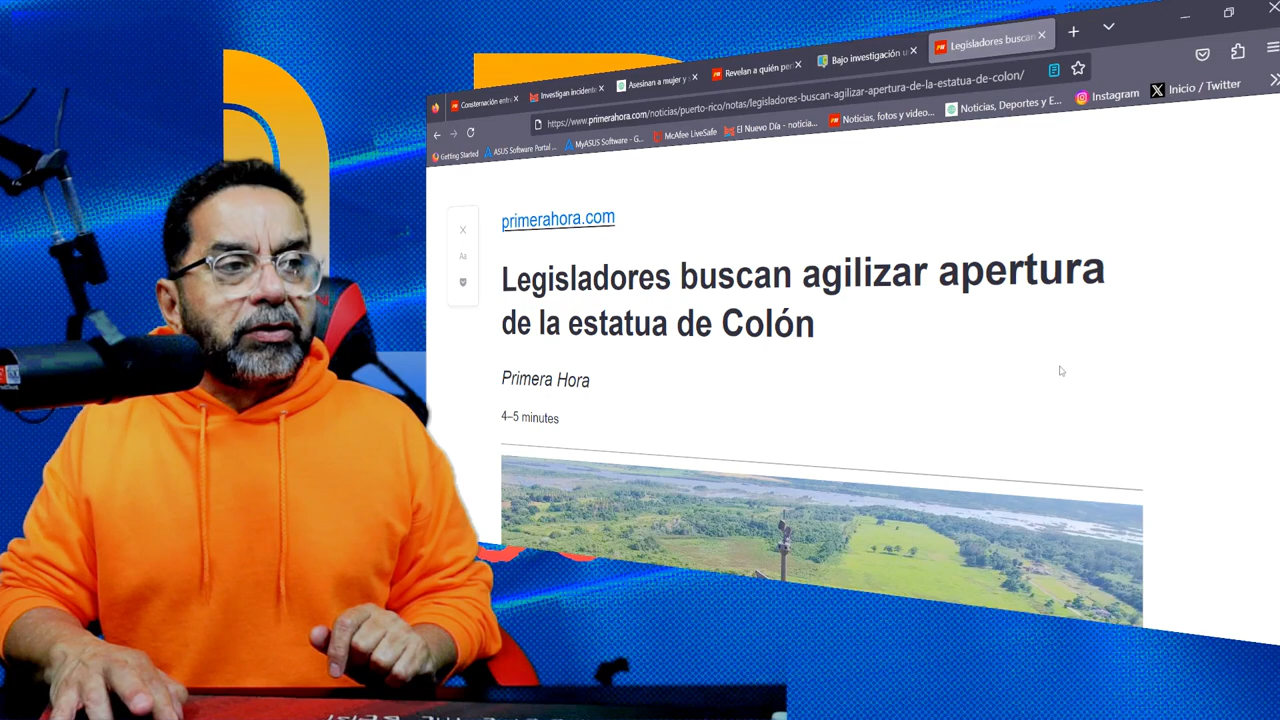 Consternación entr
Investigan incidente
Asesinan a mujer y
Revelan a quién per
Bajo investigación u
Legisladores buscan
https://www.primerahora.com/noticias/puerto-rico/notas/legisladores-buscan-agilizar-apertura-de-la-estatua-de-colon/
Getting Started
ASUS Software Portal ...
MyASUS Software - G...
McAfee LiveSafe
El Nuevo Día - noticia...
Noticias, fotos y video...
Noticias, Deportes y E...
Instagram
Inicio / Twitter
primerahora.com
Aa
Legisladores buscan agilizar apertura
de la estatua de Colón
Primera Hora
4–5 minutes